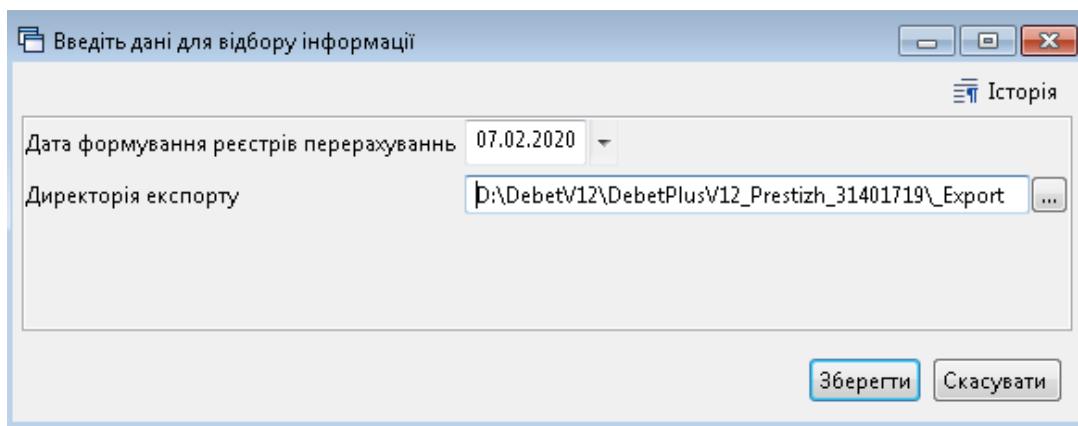 Введіть дані для відбору інформації
Історія
Дата формування реєстрів перерахуваннь 07.02.2020
Директорія експорту D:\DebetV12\DebetPlusV12_Prestizh_31401719\_Export ...
Зберегти Скасувати